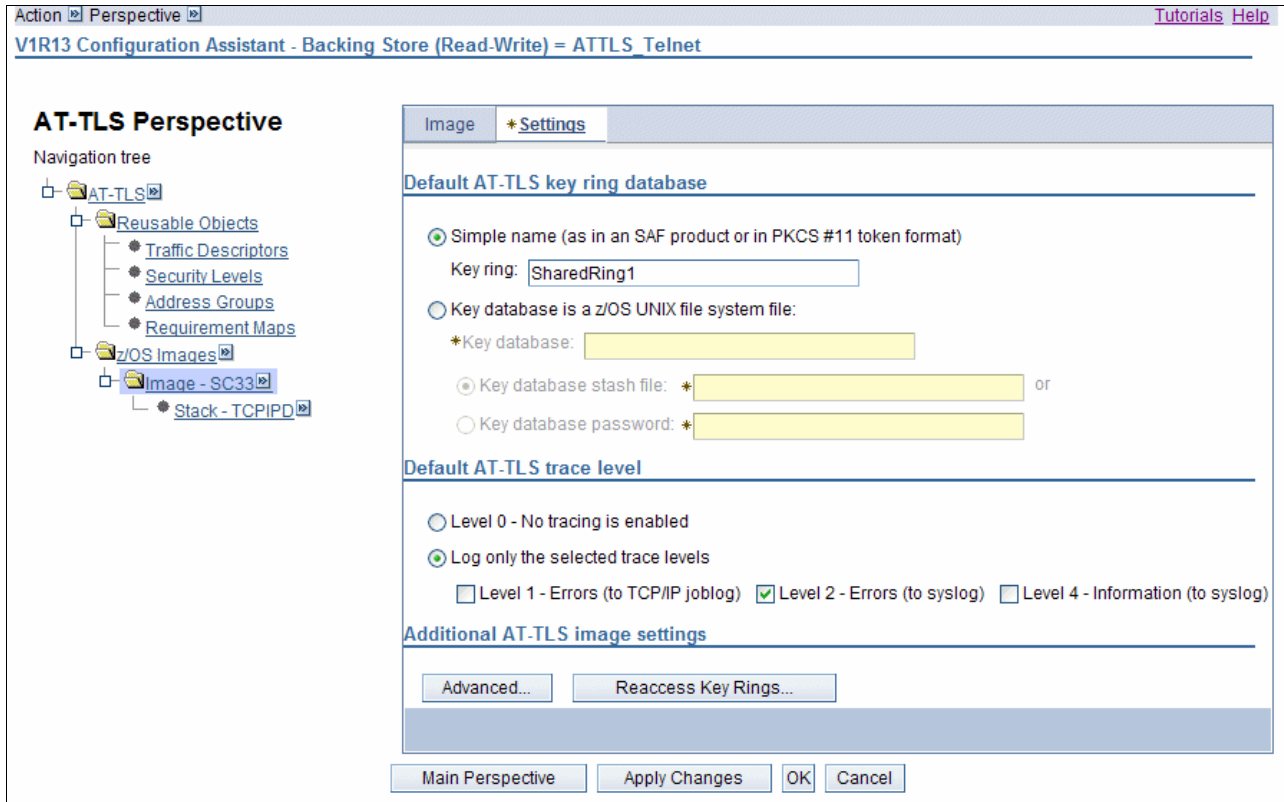 Action Perspective Tutorials Help
V1R13 Configuration Assistant - Backing Store (Read-Write) = ATTLS_Telnet
AT-TLS Perspective
Navigation tree
AT-TLS
Reusable Objects
Traffic Descriptors
Security Levels
Address Groups
Requirement Maps
z/OS Images
Image - SC33
Stack - TCPIPD
Image *Settings
Default AT-TLS key ring database
Simple name (as in an SAF product or in PKCS #11 token format)
Key ring: SharedRing1
Key database is a z/OS UNIX file system file:
*Key database:
Key database stash file: * or
Key database password: *
Default AT-TLS trace level
Level 0 - No tracing is enabled
Log only the selected trace levels
Level 1 - Errors (to TCP/IP joblog) Level 2 - Errors (to syslog) Level 4 - Information (to syslog)
Additional AT-TLS image settings
Advanced... Reaccess Key Rings...
Main Perspective Apply Changes OK Cancel